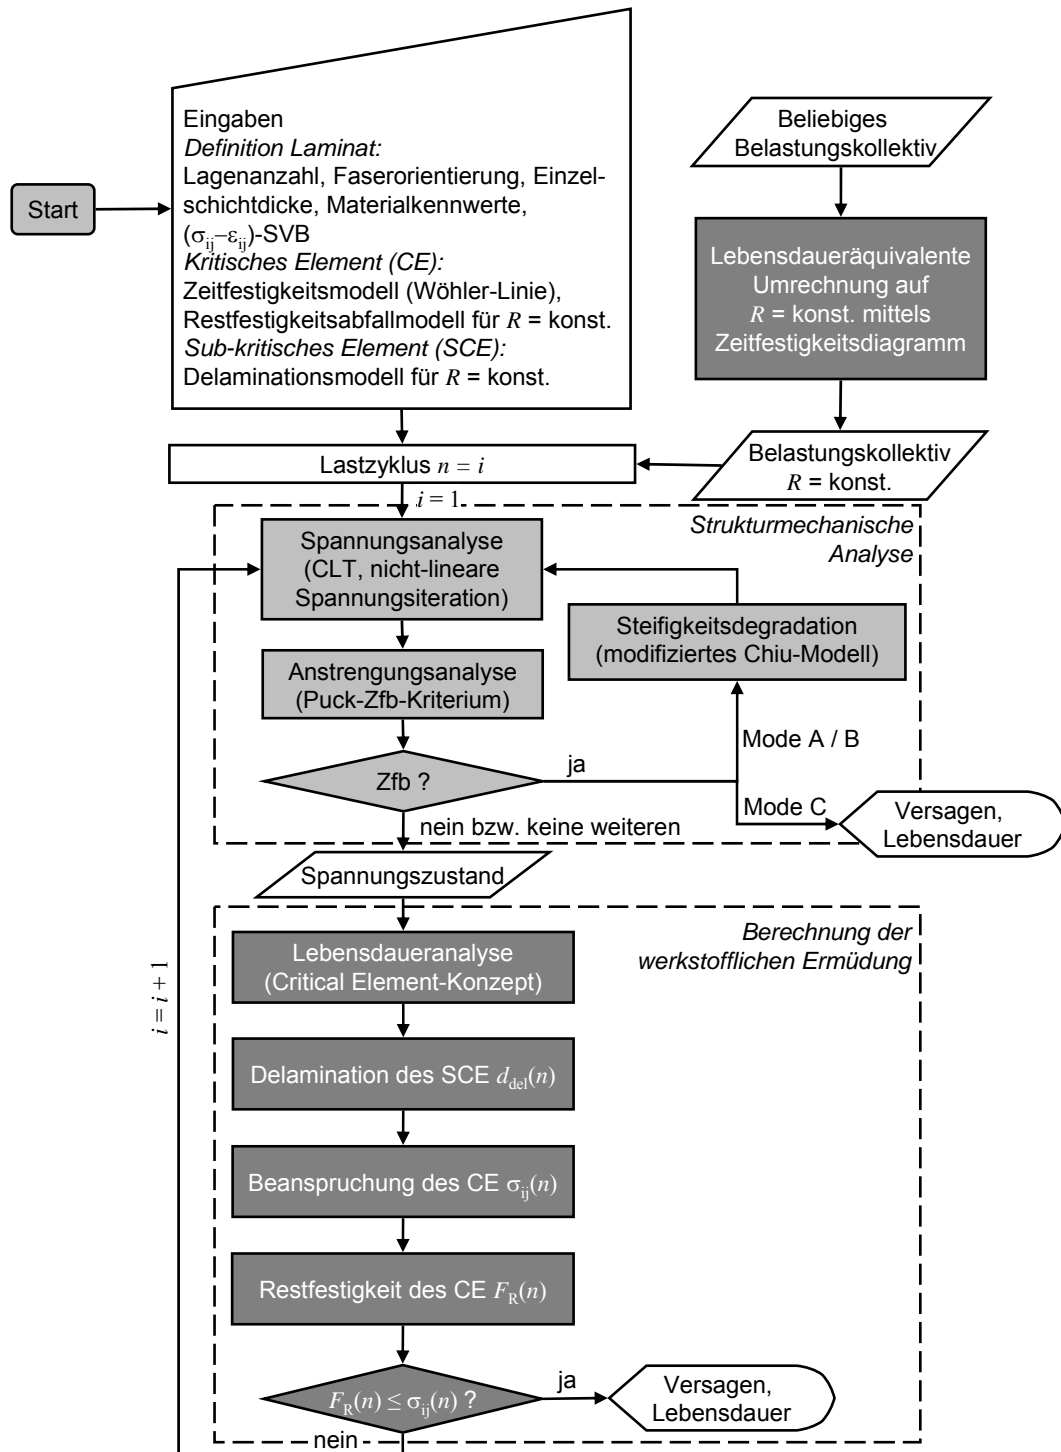 Start
Eingaben
Definition Laminat:
Lagenanzahl, Faserorientierung, Einzel-
schichtdicke, Materialkennwerte,
(σij–εij)-SVB
Kritisches Element (CE):
Zeitfestigkeitsmodell (Wöhler-Linie),
Restfestigkeitsabfallmodell für R = konst.
Sub-kritisches Element (SCE):
Delaminationsmodell für R = konst.
Beliebiges
Belastungskollektiv
Lebensdaueräquivalente
Umrechnung auf
R = konst. mittels
Zeitfestigkeitsdiagramm
Belastungskollektiv
R = konst.
Lastzyklus n = i
i = 1
Strukturmechanische
Analyse
Spannungsanalyse
(CLT, nicht-lineare
Spannungsiteration)
Steifigkeitsdegradation
(modifiziertes Chiu-Modell)
Anstrengungsanalyse
(Puck-Zfb-Kriterium)
Mode A / B
Zfb ?
ja
Mode C
Versagen,
Lebensdauer
nein bzw. keine weiteren
Spannungszustand
Berechnung der
werkstofflichen Ermüdung
Lebensdaueranalyse
(Critical Element-Konzept)
i = i + 1
Delamination des SCE ddel(n)
Beanspruchung des CE σij(n)
Restfestigkeit des CE FR(n)
FR(n) ≤ σij(n) ?
ja
Versagen,
Lebensdauer
nein